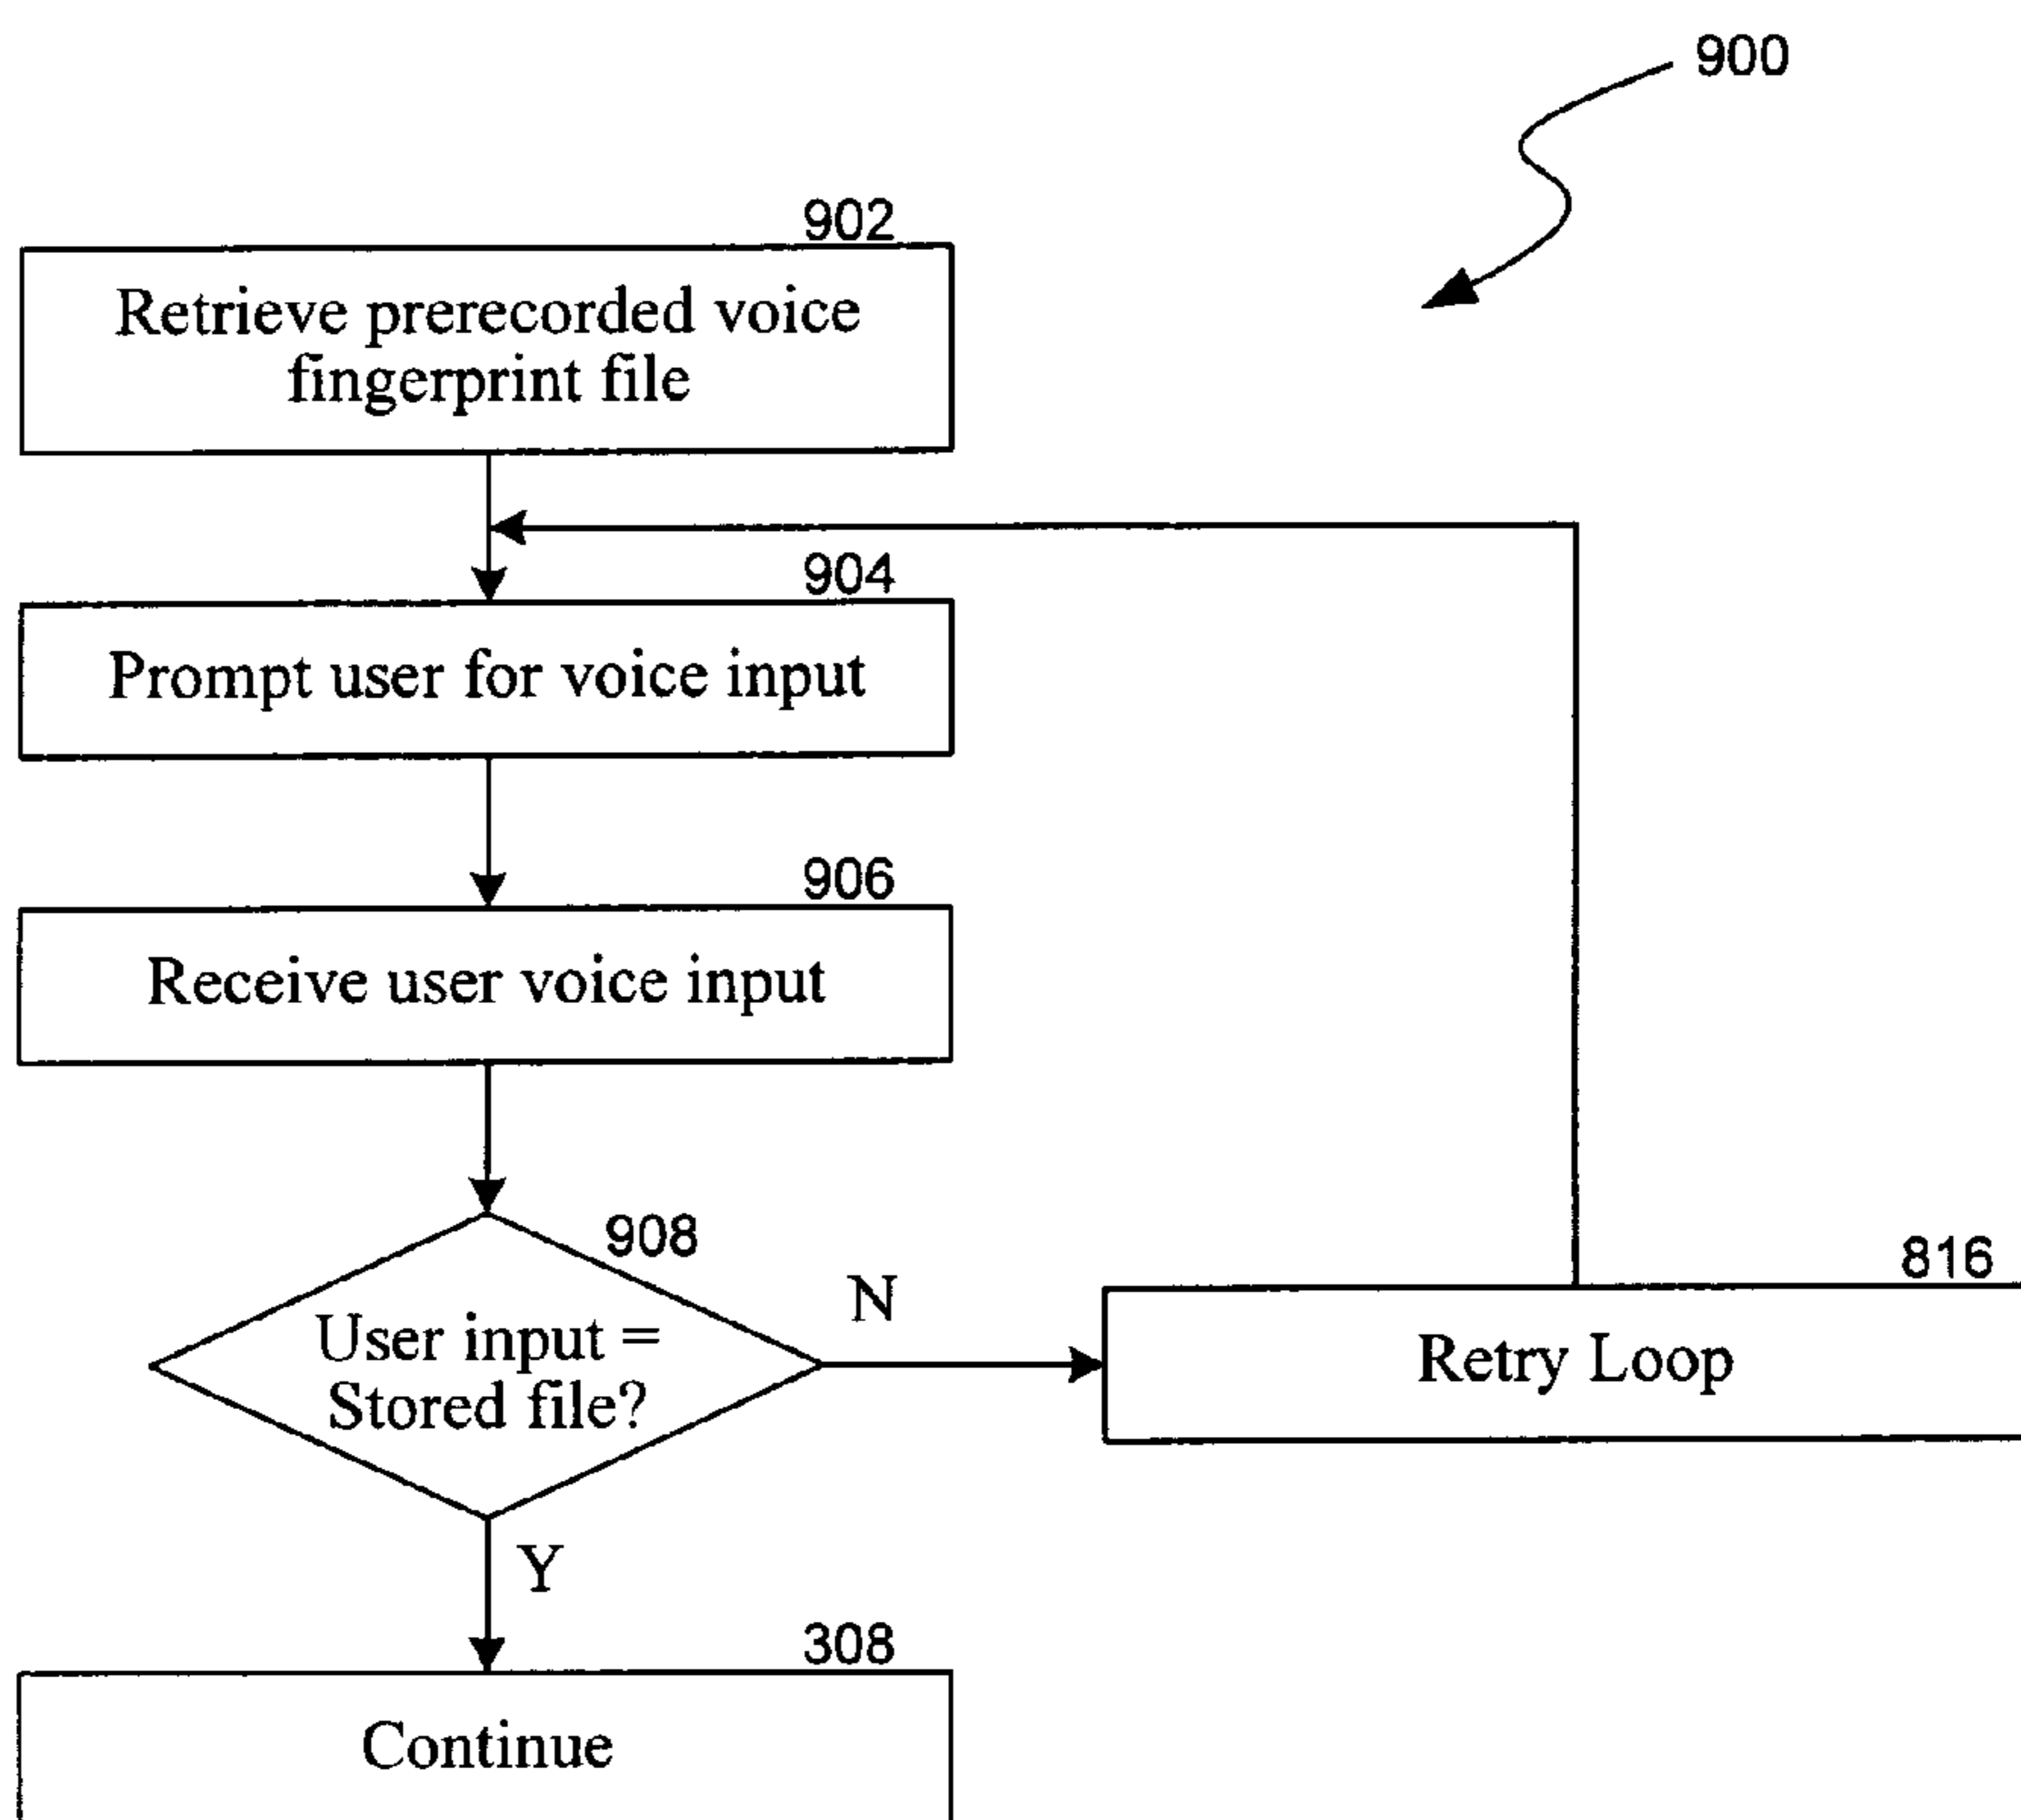 900
902
Retrieve prerecorded voice
fingerprint file
904
Prompt user for voice input
906
Receive user voice input
908
User input =
Stored file?
N
816
Retry Loop
Y
308
Continue